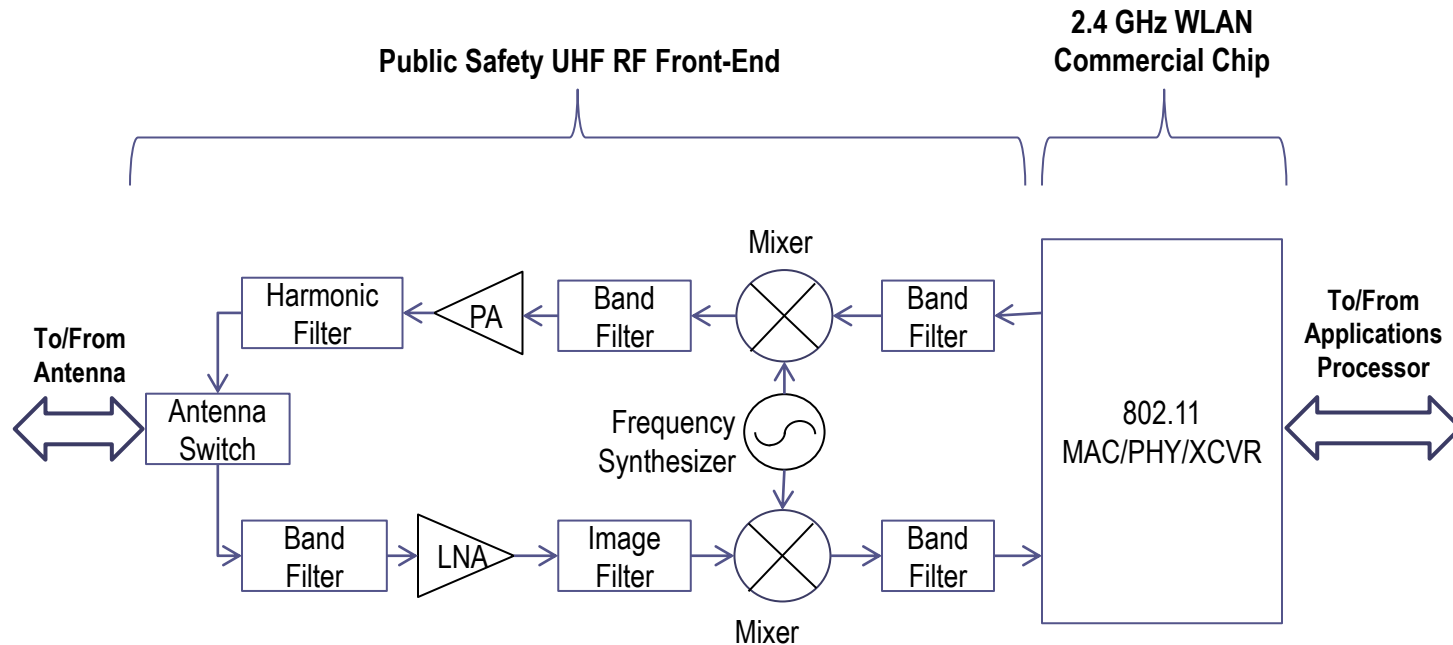 2.4 GHz WLAN
Commercial Chip
Public Safety UHF RF Front-End
Mixer
Harmonic
Filter
PA
Band
Filter
Band
Filter
To/From
Antenna
To/From
Applications
Processor
Antenna
Switch
Frequency
Synthesizer
802.11
MAC/PHY/XCVR
Band
Filter
LNA
Image
Filter
Band
Filter
Mixer